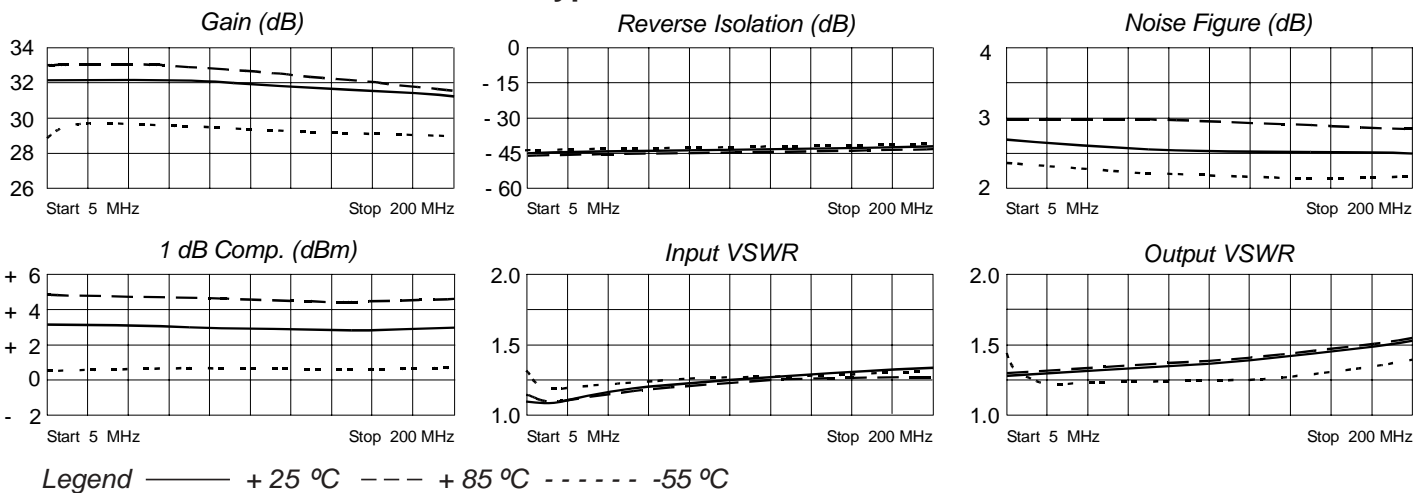 Gain (dB)
34
32
30
28
26
Start 5 MHz
Stop 200 MHz
Reverse Isolation (dB)
0
- 15
- 30
- 45
- 60
Start 5 MHz
Stop 200 MHz
Noise Figure (dB)
4
3
2
Start 5 MHz
Stop 200 MHz
1 dB Comp. (dBm)
+ 6
+ 4
+ 2
0
- 2
Start 5 MHz
Stop 200 MHz
Input VSWR
2.0
1.5
1.0
Start 5 MHz
Stop 200 MHz
Output VSWR
2.0
1.5
1.0
Start 5 MHz
Stop 200 MHz
Legend + 25 ºC + 85 ºC -55 ºC